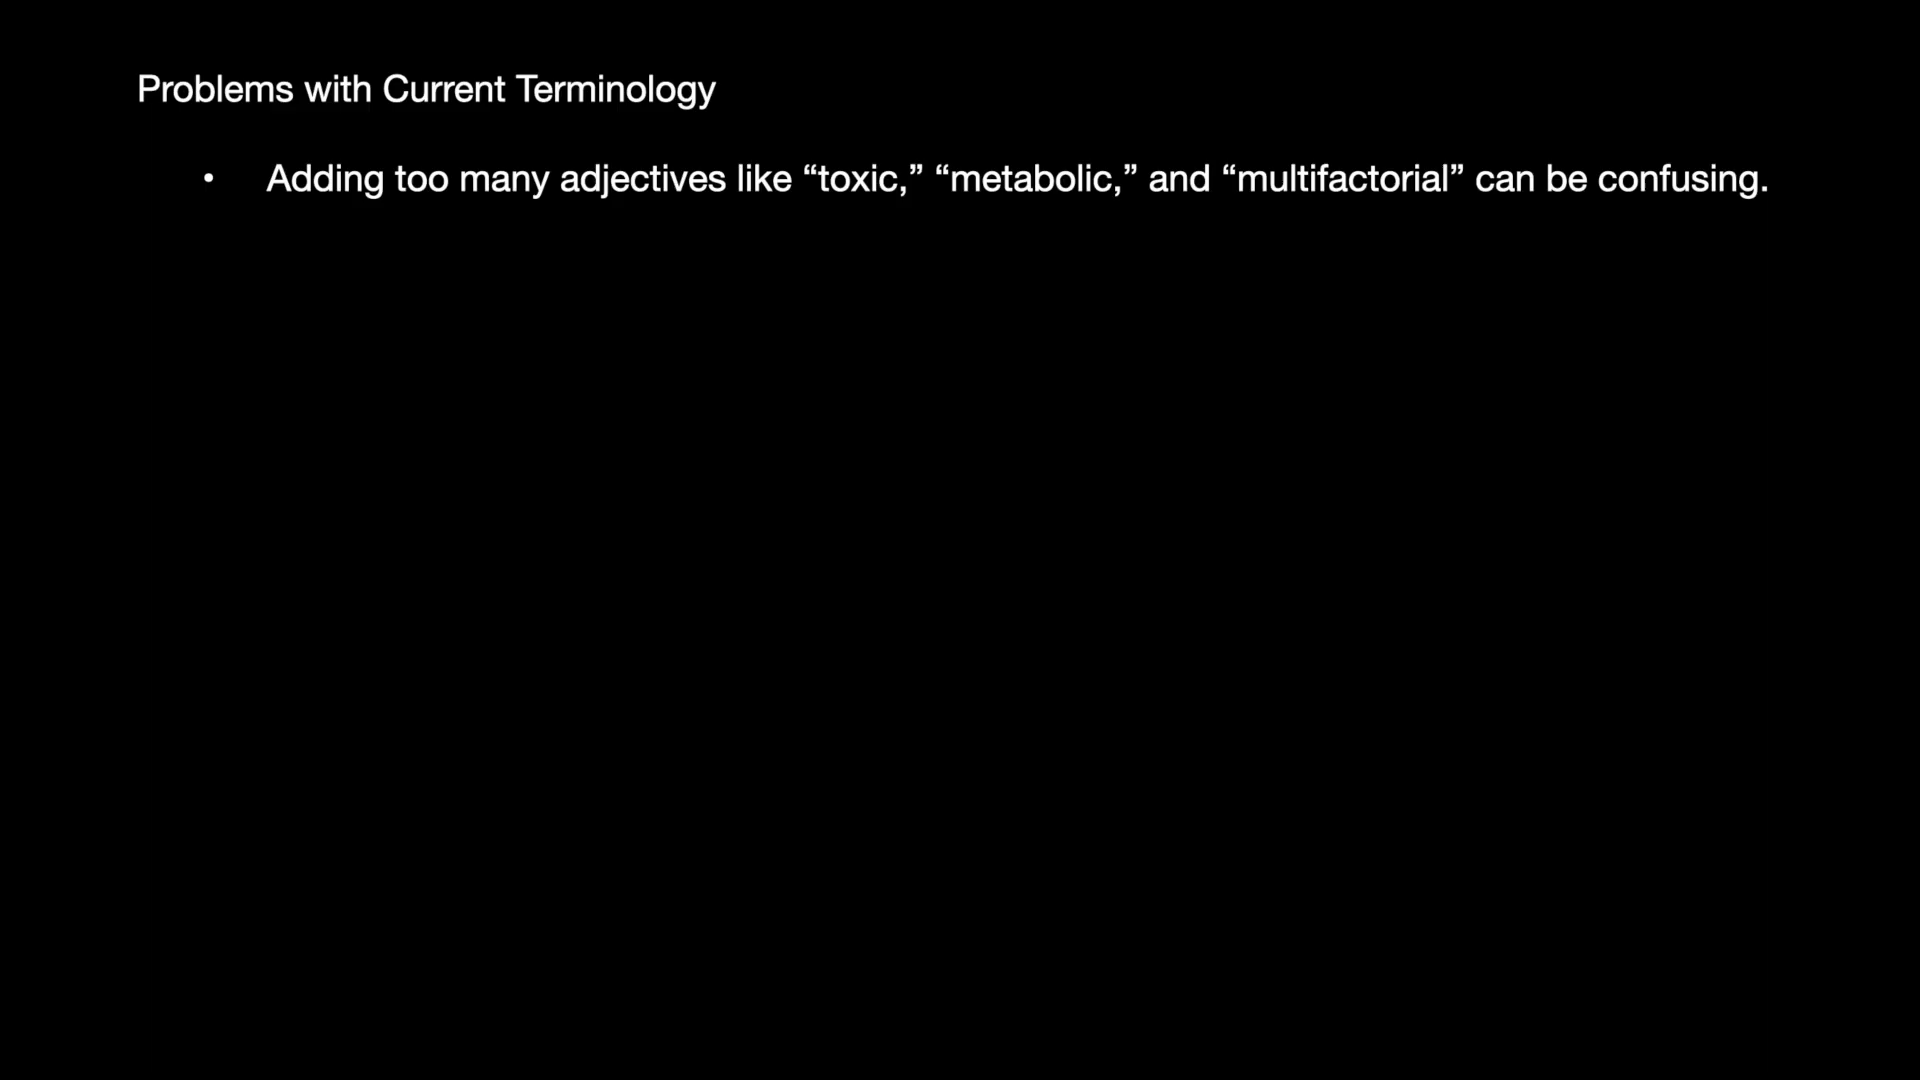 Problems with Current Terminology
• Adding too many adjectives like “toxic,” “metabolic,” and “multifactorial” can be confusing.